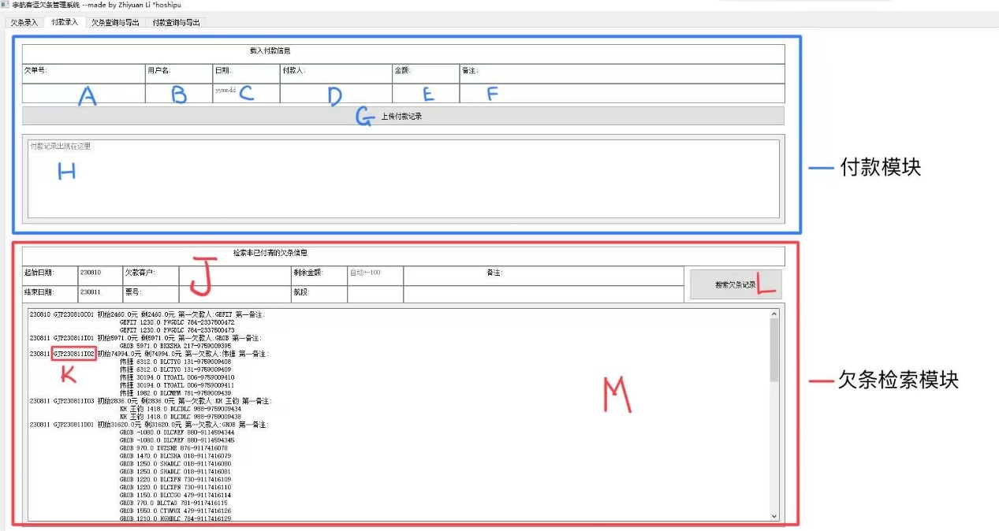 宇航客运欠条管理系统 --made by Zhiyuan Li *hoshipu
欠条录入 付款录入 欠条查询与导出 付款查询与导出
载入付款信息
欠单号: 用户名: 日期: 付款人: 金额: 备注:
A B yymmdd C D E F
G 上传付款记录
付款记录出现在这里
H
付款模块
检索非已付清的欠条信息
起始日期: 230810 欠款客户: J 剩余金额: 自动←100 备注:
结束日期: 230811 票号: 航段:
搜索欠条记录 L
230810 GJP230810C01 初始2460.0元 剩2460.0元 第一欠款人:GEFIT 第一备注:
GEFIT 1230.0 PVGDLC 784-2337500472
GEFIT 1230.0 PVGDLC 784-2337500473
230811 GJP230811I01 初始5971.0元 剩5971.0元 第一欠款人:GROB 第一备注:
GROB 5971.0 BKKSHA 217-9759009395
230811 GJP230811I02 初始74994.0元 剩74994.0元 第一欠款人:伟捷 第一备注:
伟捷 6312.0 DLCTYO 131-9759009408
伟捷 6312.0 DLCTYO 131-9759009409
伟捷 30194.0 TYOATL 006-9759009410
伟捷 30194.0 TYOATL 006-9759009411
伟捷 1982.0 DLCMFM 781-9759009439
K
M
欠条检索模块
230811 GJP230811I03 初始2836.0元 剩2836.0元 第一欠款人:KH 王钧 第一备注:
KH 王钧 1418.0 DLCDLC 988-9759009434
KH 王钧 1418.0 DLCDLC 988-9759009438
230811 GJP230811D01 初始31620.0元 剩31620.0元 第一欠款人:GROB 第一备注:
GROB -1080.0 DLCWEF 880-9114594344
GROB -1080.0 DLCWEF 880-9114594345
GROB 970.0 XUZSHE 876-9117416078
GROB 1470.0 DLCSHA 018-9117416079
GROB 1250.0 SHADLC 018-9117416080
GROB 1250.0 SHADLC 018-9117416081
GROB 1220.0 DLCXFN 730-9117416109
GROB 1220.0 DLCXFN 730-9117416110
GROB 1150.0 DLCCGO 479-9117416114
GROB 770.0 DLCTAO 781-9117416115
GROB 1550.0 CTUWUX 479-9117416126
GROB 1210.0 HGHDLC 784-9117416129